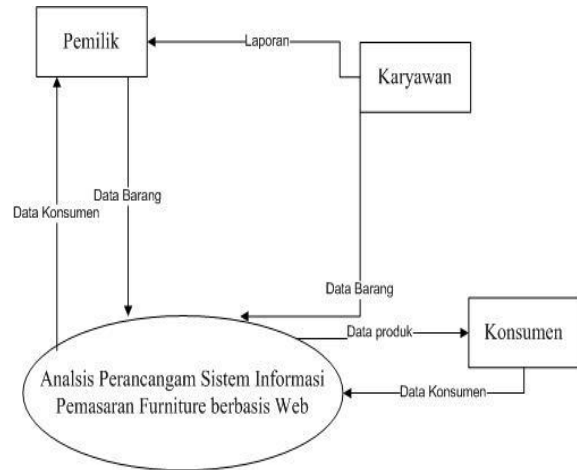 Pemilik
Laporan
Karyawan
Data Barang
Data Konsumen
Data Barang
Data produk
Konsumen
Analsis Perancangam Sistem Informasi
Pemasaran Furniture berbasis Web
Data Konsumen